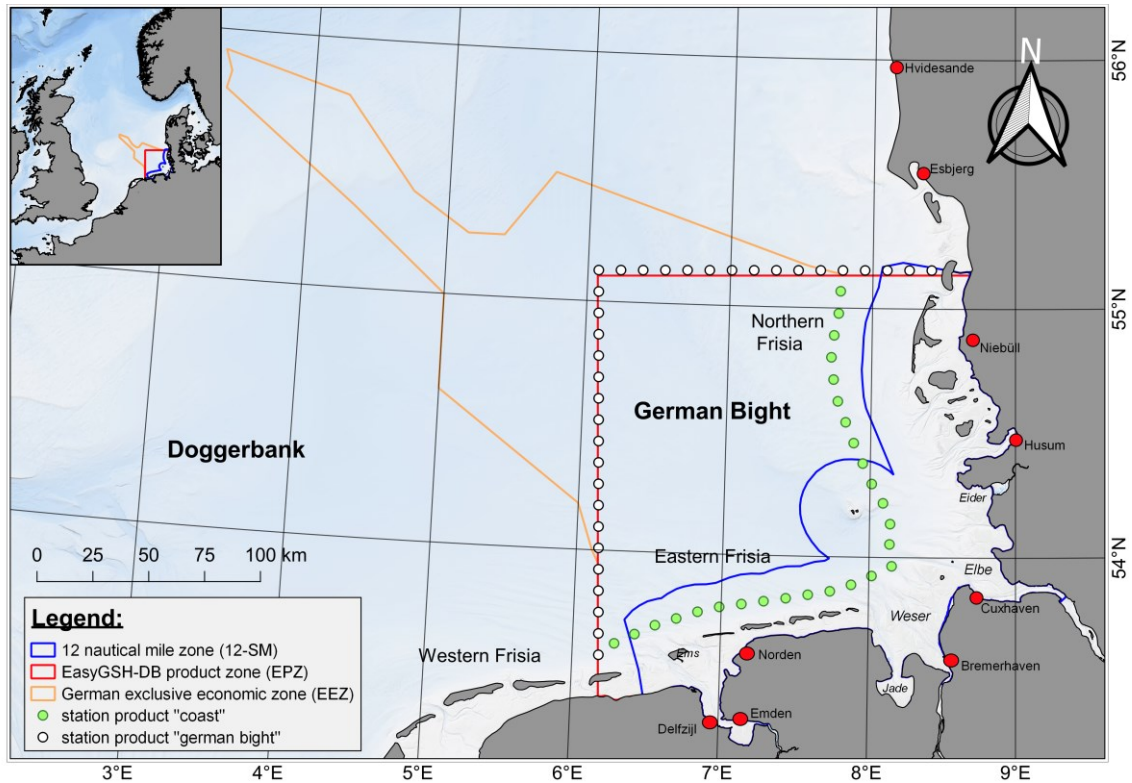 N
Hvidesande
56°N
Esbjerg
55°N
Northern
Frisia
Niebüll
German Bight
Doggerbank
Husum
Eider
0 25 50 75 100 km
Eastern Frisia
54°N
Elbe
Cuxhaven
Weser
Legend:
12 nautical mile zone (12-SM)
EasyGSH-DB product zone (EPZ)
German exclusive economic zone (EEZ)
station product "coast"
station product "german bight"
Western Frisia
Ems
Norden
Bremerhaven
Jade
Delfzijl
Emden
3°E 4°E 5°E 6°E 7°E 8°E 9°E